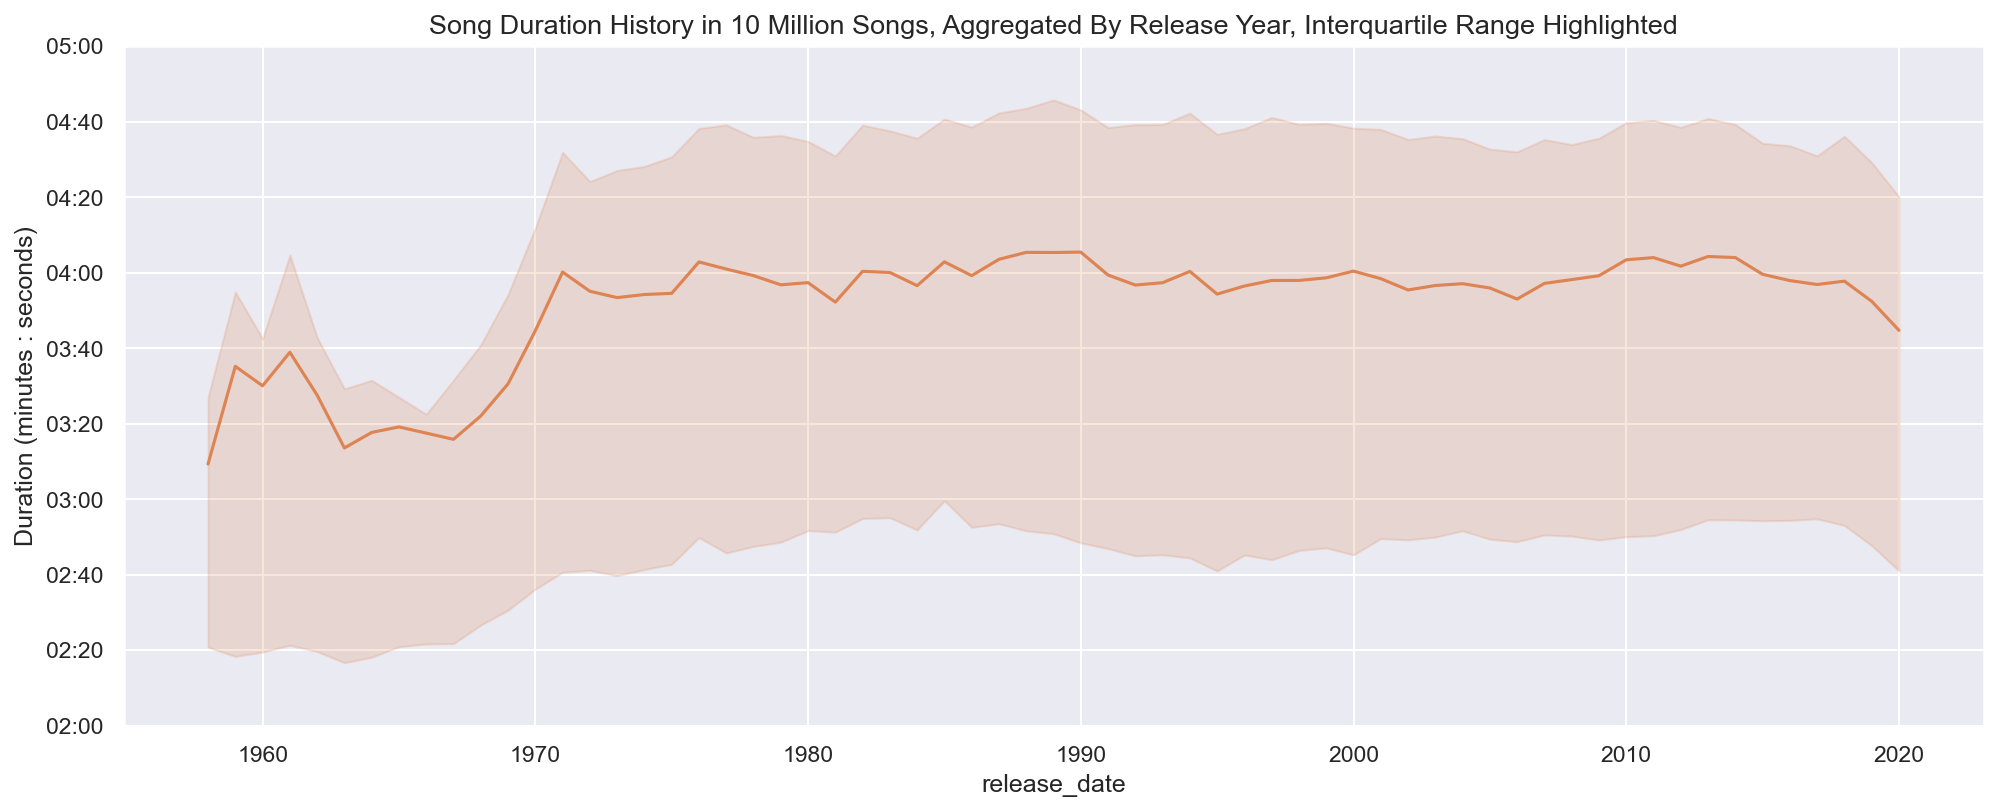 Song Duration History in 10 Million Songs, Aggregated By Release Year, Interquartile Range Highlighted
05:00
04:40
04:20
04:00
03:40
03:20
03:00
02:40
02:20
02:00
Duration (minutes : seconds)
1960 1970 1980 1990 2000 2010 2020
release_date